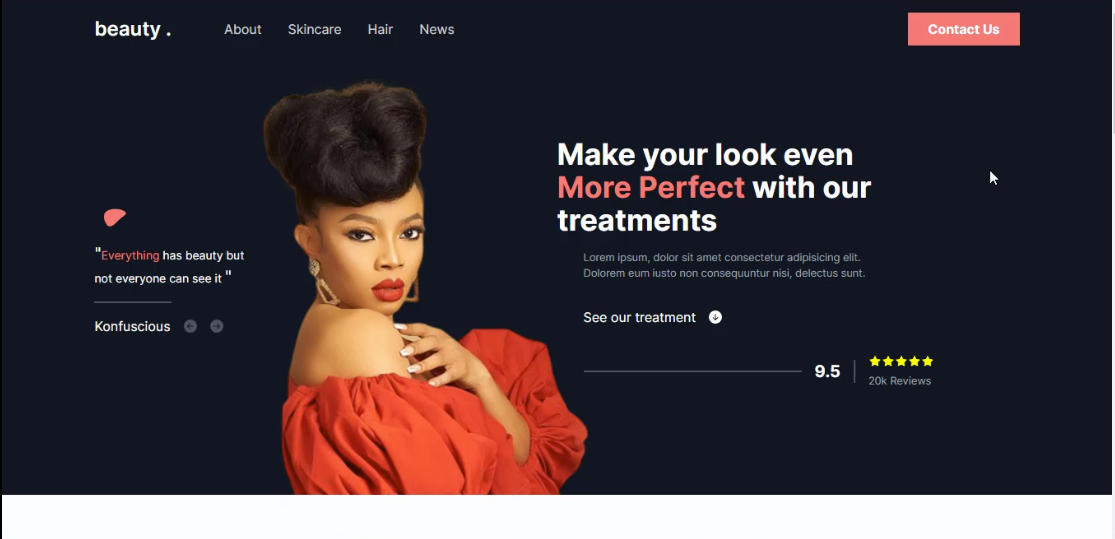 beauty .
About Skincare Hair News
Contact Us
"Everything has beauty but
not everyone can see it "
Konfuscious
Make your look even
More Perfect with our
treatments
Lorem ipsum, dolor sit amet consectetur adipisicing elit.
Dolorem eum iusto non consequuntur nisi, delectus sunt.
See our treatment
9.5
20k Reviews